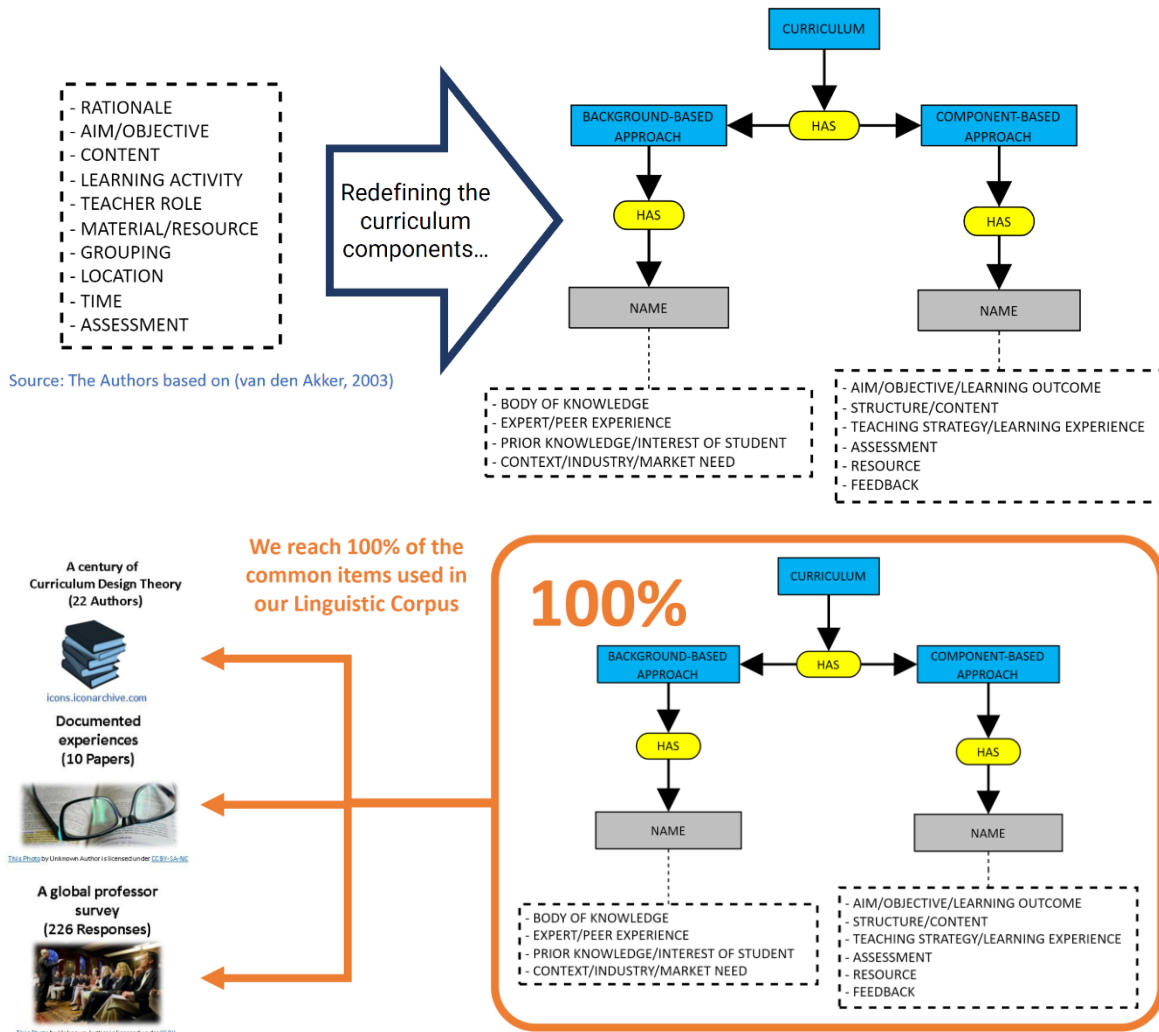 CURRICULUM
BACKGROUND-BASED
APPROACH
HAS
COMPONENT-BASED
APPROACH
HAS
HAS
NAME
NAME
- RATIONALE
- AIM/OBJECTIVE
- CONTENT
- LEARNING ACTIVITY
- TEACHER ROLE
- MATERIAL/RESOURCE
- GROUPING
- LOCATION
- TIME
- ASSESSMENT
Redefining the
curriculum
components...
Source: The Authors based on (van den Akker, 2003)
- BODY OF KNOWLEDGE
- EXPERT/PEER EXPERIENCE
- PRIOR KNOWLEDGE/INTEREST OF STUDENT
- CONTEXT/INDUSTRY/MARKET NEED
- AIM/OBJECTIVE/LEARNING OUTCOME
- STRUCTURE/CONTENT
- TEACHING STRATEGY/LEARNING EXPERIENCE
- ASSESSMENT
- RESOURCE
- FEEDBACK
A century of
Curriculum Design Theory
(22 Authors)
icons.iconarchive.com
Documented
experiences
(10 Papers)
This Photo by Unknown Author is licensed under CC BY-SA-NC
A global professor
survey
(226 Responses)
We reach 100% of the
common items used in
our Linguistic Corpus
100%
CURRICULUM
BACKGROUND-BASED
APPROACH
HAS
COMPONENT-BASED
APPROACH
HAS
HAS
NAME
NAME
- BODY OF KNOWLEDGE
- EXPERT/PEER EXPERIENCE
- PRIOR KNOWLEDGE/INTEREST OF STUDENT
- CONTEXT/INDUSTRY/MARKET NEED
- AIM/OBJECTIVE/LEARNING OUTCOME
- STRUCTURE/CONTENT
- TEACHING STRATEGY/LEARNING EXPERIENCE
- ASSESSMENT
- RESOURCE
- FEEDBACK